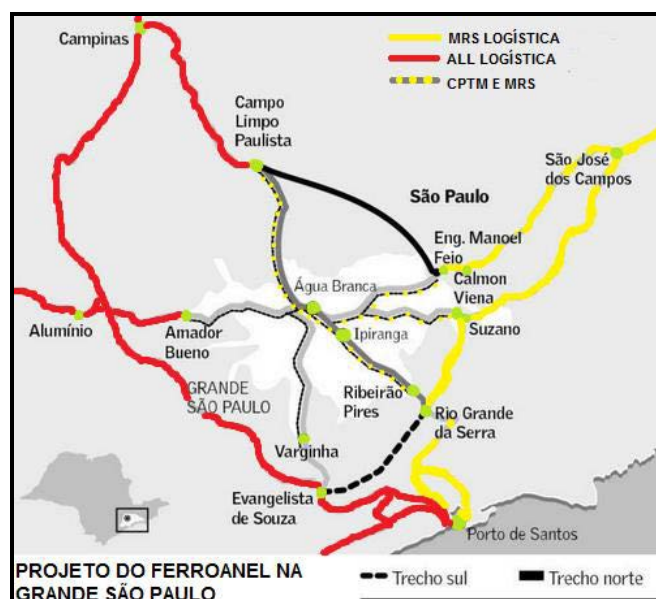 MRS LOGÍSTICA
ALL LOGÍSTICA
CPTM E MRS
Campinas
Campo
Limpo
Paulista
São José
dos Campos
São Paulo
Eng. Manoel
Feio
Calmon
Viena
Água Branca
Suzano
Ipiranga
Alumínio
Amador
Bueno
GRANDE
SÃO PAULO
Ribeirão
Pires
Rio Grande
da Serra
Varginha
Evangelista
de Souza
Porto de Santos
PROJETO DO FERROANEL NA
GRANDE SÃO PAULO
Trecho sul
Trecho norte